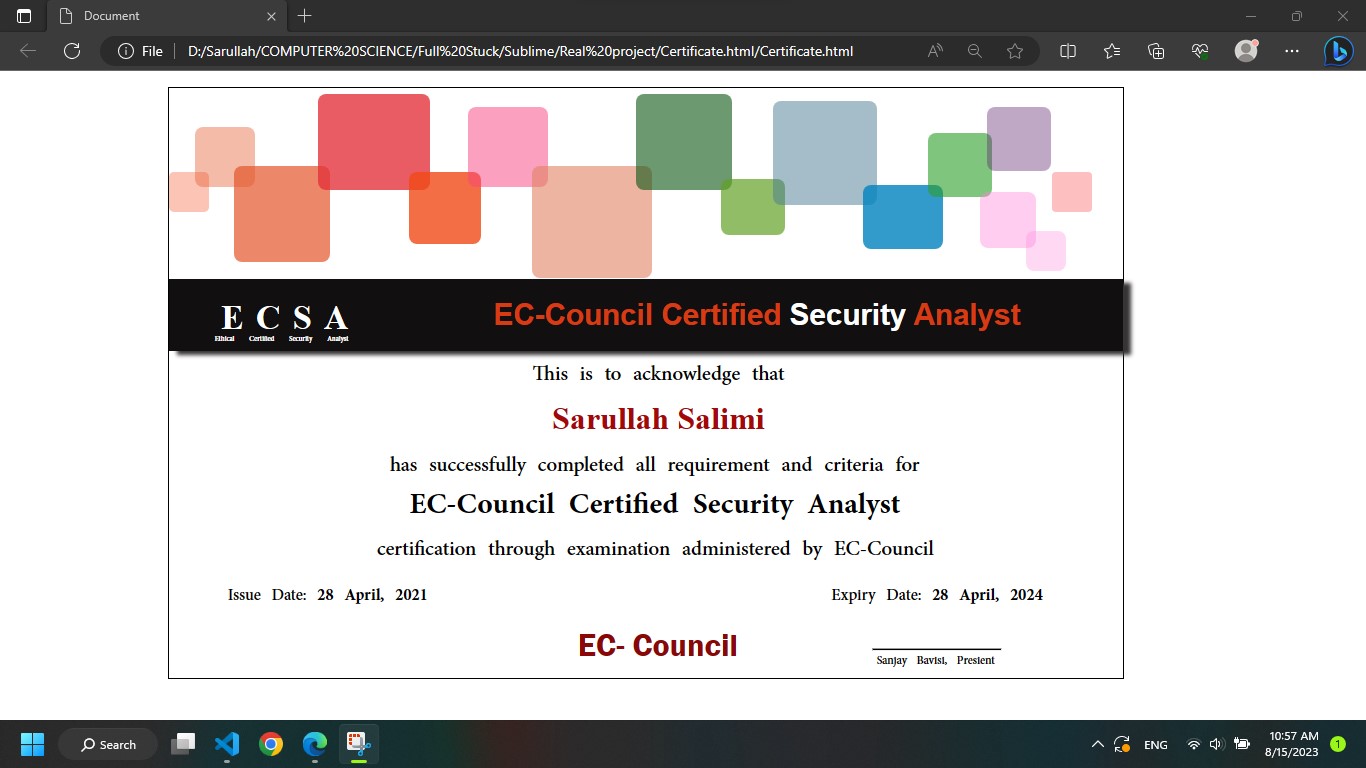 Document
File
D:/Sarullah/COMPUTER%20SCIENCE/Full%20Stuck/Sublime/Real%20project/Certificate.html/Certificate.html
E C S A
Ethical Certified Security Analyst
EC-Council Certified Security Analyst
This is to acknowledge that
Sarullah Salimi
has successfully completed all requirement and criteria for
EC-Council Certified Security Analyst
certification through examination administered by EC-Council
Issue Date: 28 April, 2021
Expiry Date: 28 April, 2024
EC- Council
Sanjay Bavisi, Presient
Search
ENG
10:57 AM
8/15/2023
1